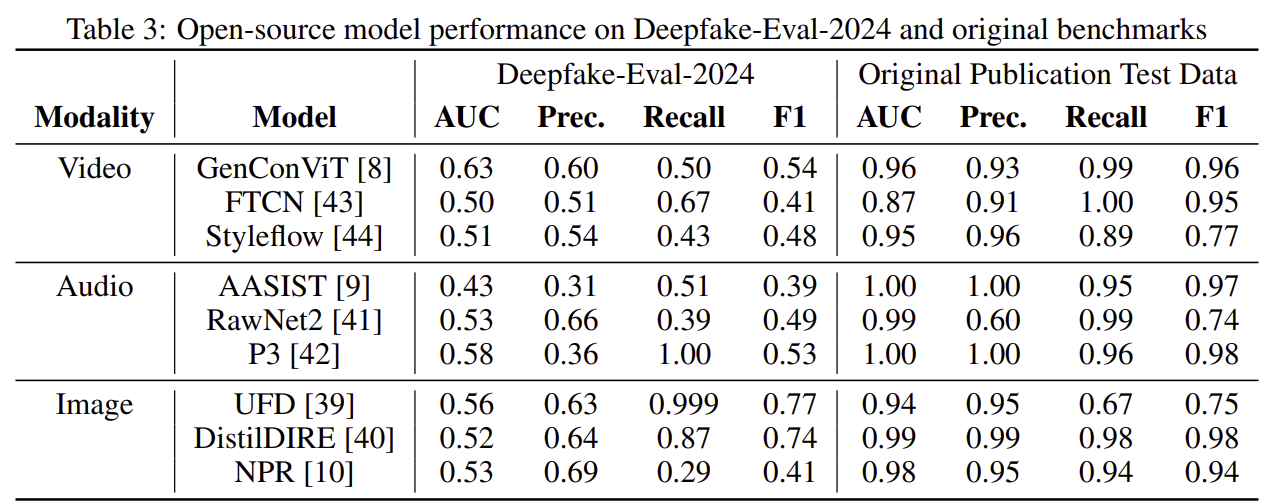 Table 3: Open-source model performance on Deepfake-Eval-2024 and original benchmarks
Deepfake-Eval-2024 Original Publication Test Data
Modality Model AUC Prec. Recall F1 AUC Prec. Recall F1
Video GenConViT [8] 0.63 0.60 0.50 0.54 0.96 0.93 0.99 0.96
FTCN [43] 0.50 0.51 0.67 0.41 0.87 0.91 1.00 0.95
Styleflow [44] 0.51 0.54 0.43 0.48 0.95 0.96 0.89 0.77
Audio AASIST [9] 0.43 0.31 0.51 0.39 1.00 1.00 0.95 0.97
RawNet2 [41] 0.53 0.66 0.39 0.49 0.99 0.60 0.99 0.74
P3 [42] 0.58 0.36 1.00 0.53 1.00 1.00 0.96 0.98
Image UFD [39] 0.56 0.63 0.999 0.77 0.94 0.95 0.67 0.75
DistilDIRE [40] 0.52 0.64 0.87 0.74 0.99 0.99 0.98 0.98
NPR [10] 0.53 0.69 0.29 0.41 0.98 0.95 0.94 0.94